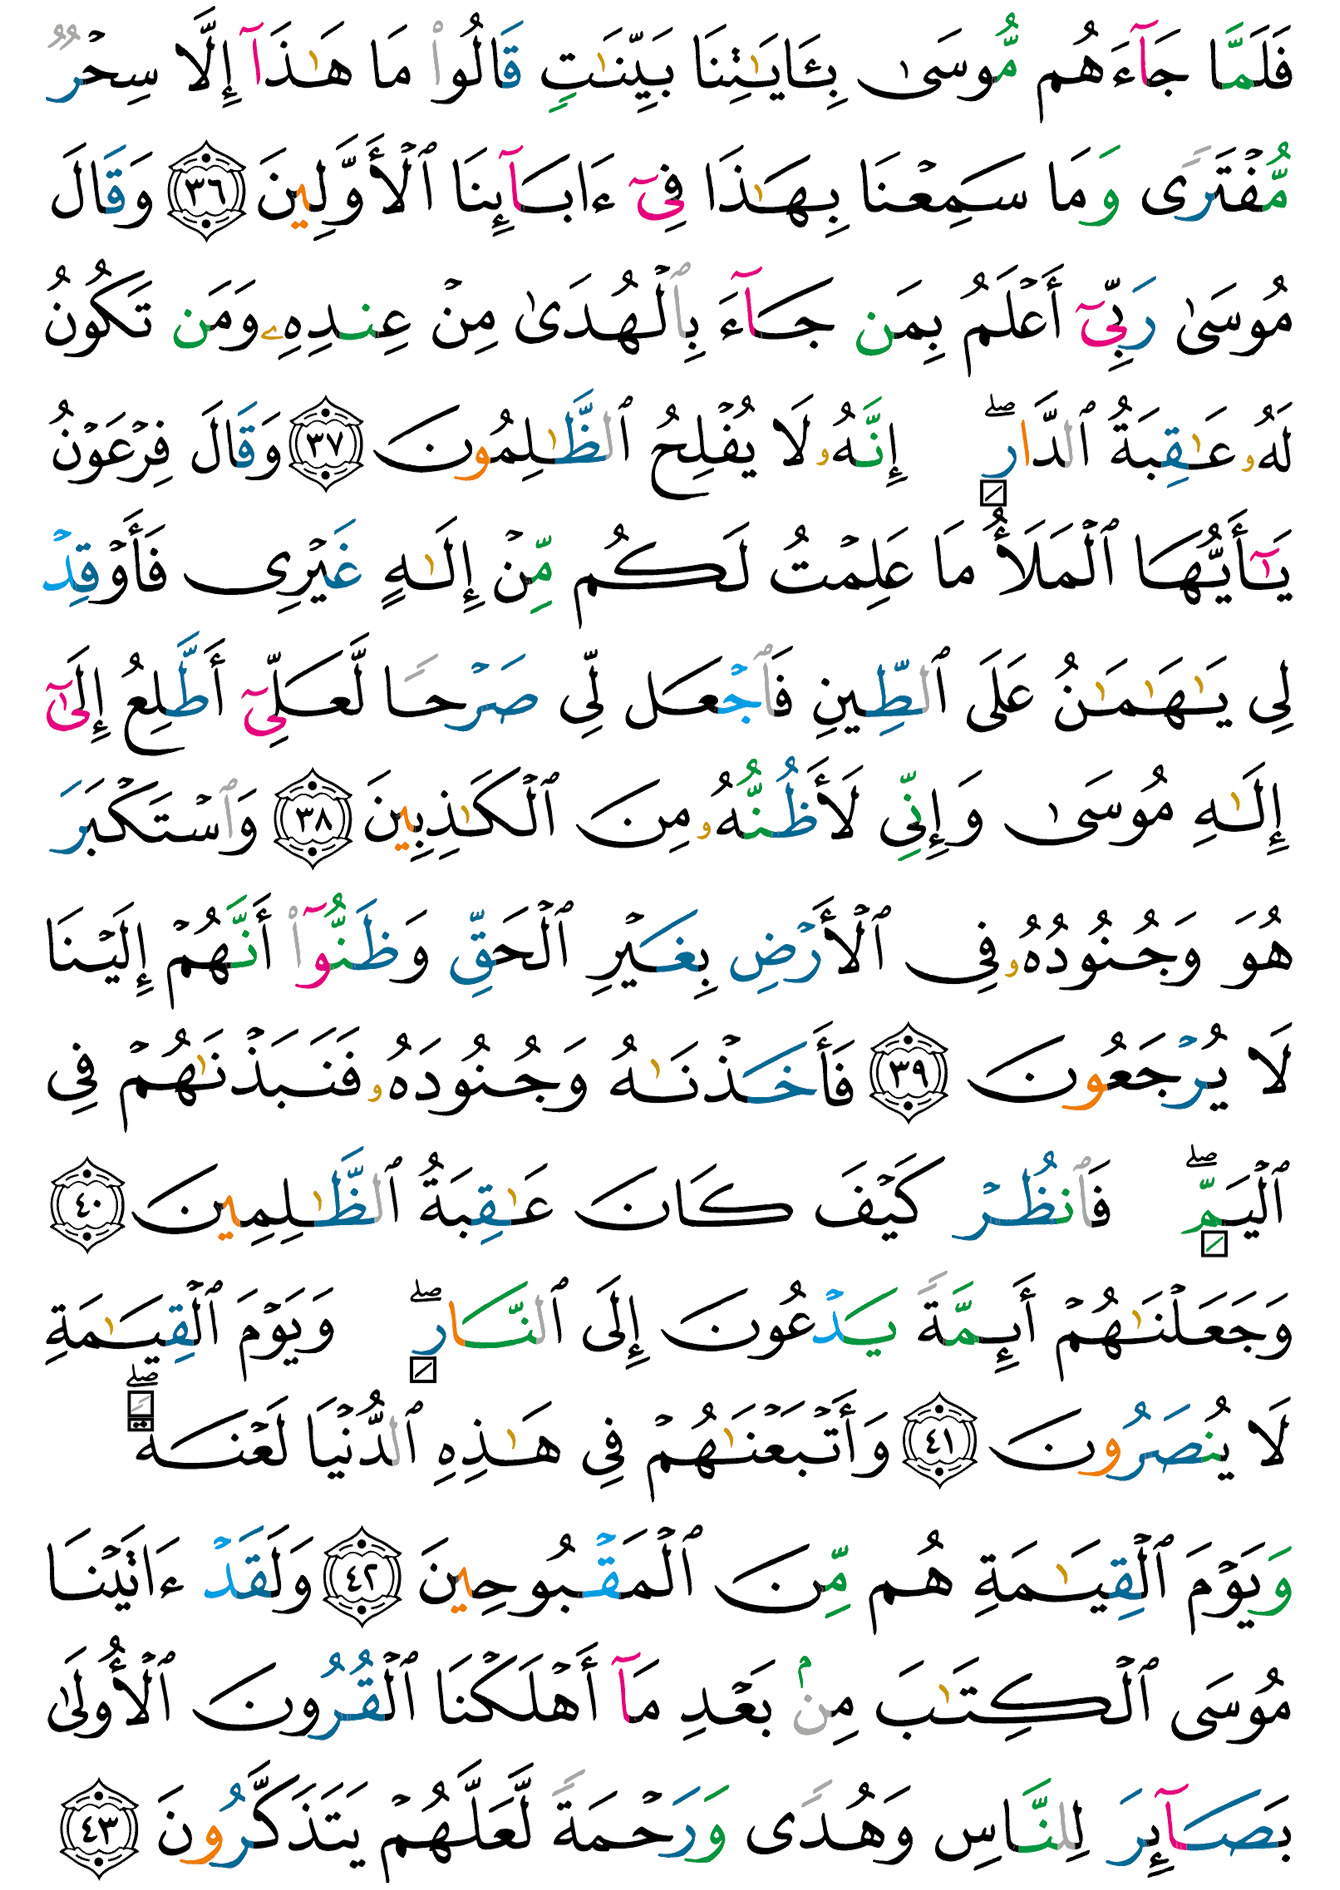 فَلَمَّا جَآءَهُم مُّوسَىٰ بِـَٔايَـٰتِنَا بَيِّنَـٰتٍ قَالُوا۟ مَا هَـٰذَآ إِلَّا سِحْرٌ
مُّفْتَرًى وَمَا سَمِعْنَا بِهَـٰذَا فِىٓ ءَابَآئِنَا ٱلْأَوَّلِينَ ٣٦ وَقَالَ
مُوسَىٰ رَبِّىٓ أَعْلَمُ بِمَن جَآءَ بِٱلْهُدَىٰ مِنْ عِندِهِۦ وَمَن تَكُونُ
لَهُۥ عَـٰقِبَةُ ٱلدَّارِ ۖ إِنَّهُۥ لَا يُفْلِحُ ٱلظَّـٰلِمُونَ ٣٧ وَقَالَ فِرْعَوْنُ
يَـٰٓأَيُّهَا ٱلْمَلَأُ مَا عَلِمْتُ لَكُم مِّنْ إِلَـٰهٍ غَيْرِى فَأَوْقِدْ
لِى يَـٰهَـٰمَـٰنُ عَلَى ٱلطِّينِ فَٱجْعَل لِّى صَرْحًا لَّعَلِّىٓ أَطَّلِعُ إِلَىٰٓ
إِلَـٰهِ مُوسَىٰ وَإِنِّى لَأَظُنُّهُۥ مِنَ ٱلْكَـٰذِبِينَ ٣٨ وَٱسْتَكْبَرَ
هُوَ وَجُنُودُهُۥ فِى ٱلْأَرْضِ بِغَيْرِ ٱلْحَقِّ وَظَنُّوٓا۟ أَنَّهُمْ إِلَيْنَا
لَا يُرْجَعُونَ ٣٩ فَأَخَذْنَـٰهُ وَجُنُودَهُۥ فَنَبَذْنَـٰهُمْ فِى
ٱلْيَمِّ ۖ فَٱنظُرْ كَيْفَ كَانَ عَـٰقِبَةُ ٱلظَّـٰلِمِينَ ٤٠
وَجَعَلْنَـٰهُمْ أَئِمَّةً يَدْعُونَ إِلَى ٱلنَّارِ ۖ وَيَوْمَ ٱلْقِيَـٰمَةِ
لَا يُنصَرُونَ ٤١ وَأَتْبَعْنَـٰهُمْ فِى هَـٰذِهِ ٱلدُّنْيَا لَعْنَةً ۖ
وَيَوْمَ ٱلْقِيَـٰمَةِ هُم مِّنَ ٱلْمَقْبُوحِينَ ٤٢ وَلَقَدْ ءَاتَيْنَا
مُوسَى ٱلْكِتَـٰبَ مِنۢ بَعْدِ مَآ أَهْلَكْنَا ٱلْقُرُونَ ٱلْأُولَىٰ
بَصَآئِرَ لِلنَّاسِ وَهُدًى وَرَحْمَةً لَّعَلَّهُمْ يَتَذَكَّرُونَ ٤٣